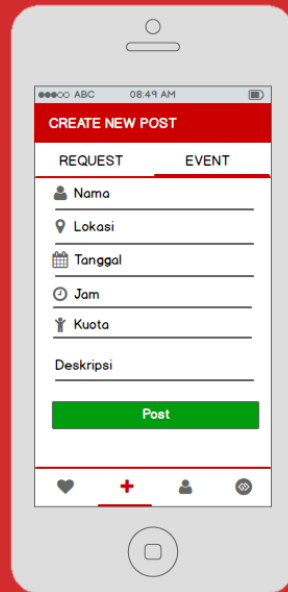 ABC 08:49 AM
CREATE NEW POST
REQUEST EVENT
Nama
Lokasi
Tanggal
Jam
Kuota
Deskripsi
Post